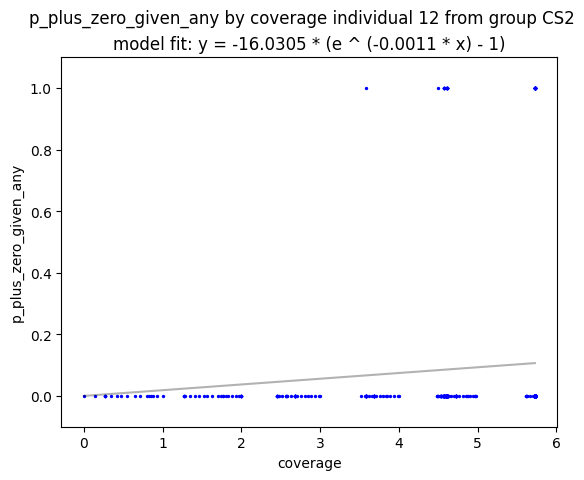 p_plus_zero_given_any by coverage individual 12 from group CS2
model fit: y = -16.0305 * (e ^ (-0.0011 * x) - 1)
1.0
0.8
0.6
0.4
0.2
0.0
p_plus_zero_given_any
0 1 2 3 4 5 6
coverage